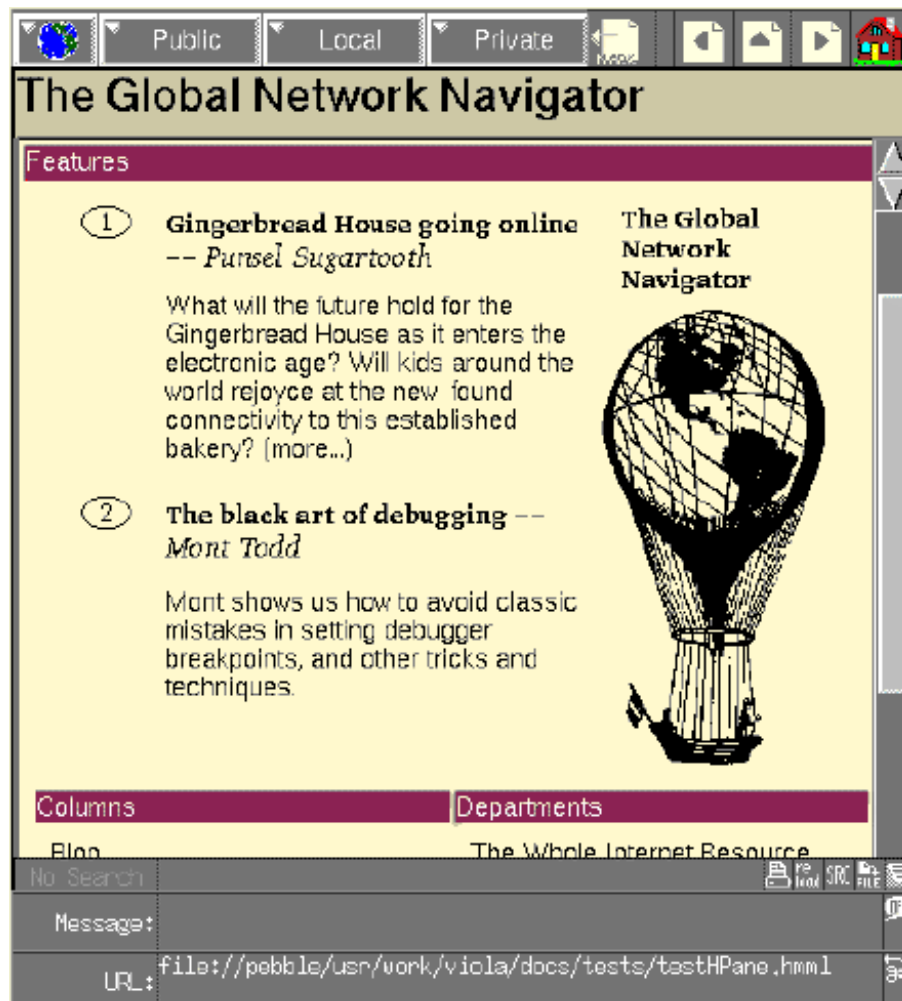 Public Local Private MARK
The Global Network Navigator
Features
1 Gingerbread House going online
-- Punsel Sugartooth
What will the future hold for the
Gingerbread House as it enters the
electronic age? Will kids around the
world rejoyce at the new found
connectivity to this established
bakery? (more...)
2 The black art of debugging --
Mont Todd
Mont shows us how to avoid classic
mistakes in setting debugger
breakpoints, and other tricks and
techniques.
The Global
Network
Navigator
Columns
Departments
The Whole Internet Resource
No Search
re
load SRC FILE
Message:
URL: file://pebble/usr/work/viola/docs/tests/testHPane.hmml